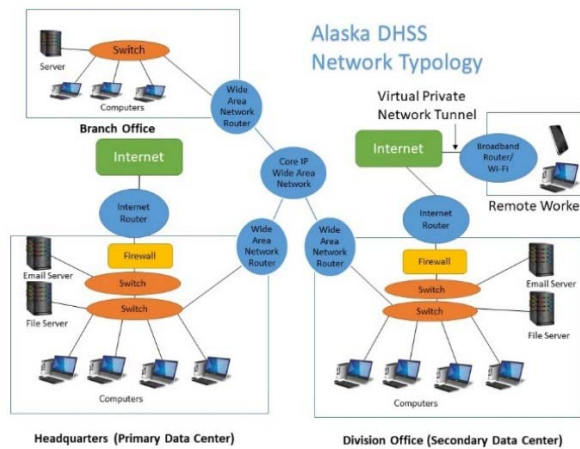 Alaska DHSS
Network Typology
Switch
Server
Computers
Branch Office
Wide
Area
Network
Router
Virtual Private
Network Tunnel
Internet
Core IP
Wide Area
Network
Internet
Broadband
Router/
Wi-Fi
Remote Worke
Internet
Router
Wide
Area
Network
Router
Wide
Area
Network
Router
Internet
Router
Firewall
Email Server
Switch
File Server
Switch
Computers
Headquarters (Primary Data Center)
Firewall
Switch
Email Server
Switch
File Server
Computers
Division Office (Secondary Data Center)